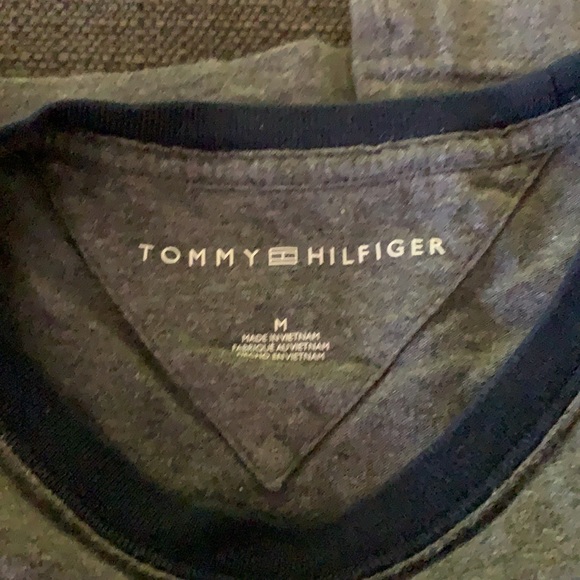 TOMMY HILFIGER
M
MADE IN VIETNAM
FABRIQUÉ AU VIETNAM
HECHO EN VIETNAM